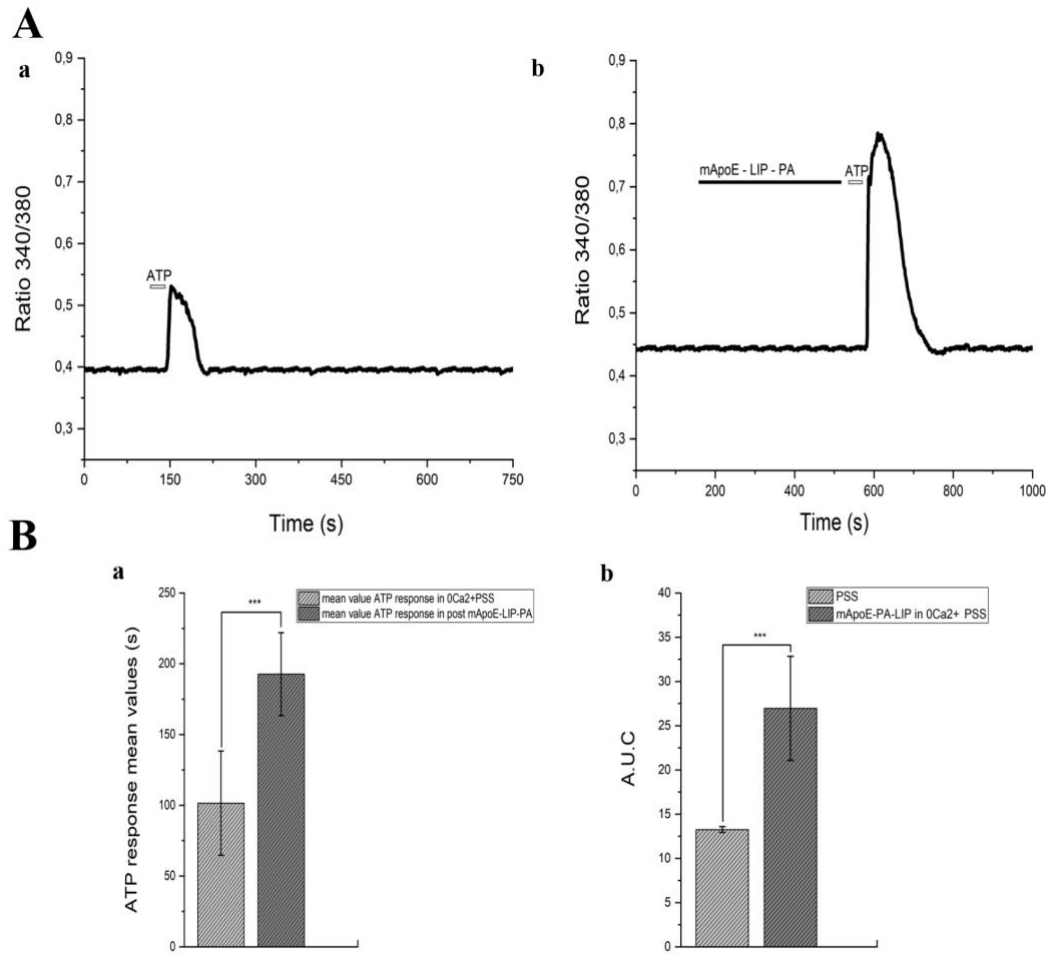 A
a
0,9
0,8
0,7
0,6
0,5
0,4
0,3
Ratio 340/380
ATP
0
150
300
450
600
750
Time (s)
b
0,9
0,8
0,7
0,6
0,5
0,4
0,3
Ratio 340/380
mApoE - LIP - PA
ATP
0
200
400
600
800
1000
Time (s)
B
a
250
200
150
100
50
0
ATP response mean values (s)
***
mean value ATP response in 0Ca2+PSS
mean value ATP response in post mApoE-LIP-PA
b
40
35
30
25
20
15
10
5
0
A.U.C
***
PSS
mApoE-PA-LIP in 0Ca2+ PSS